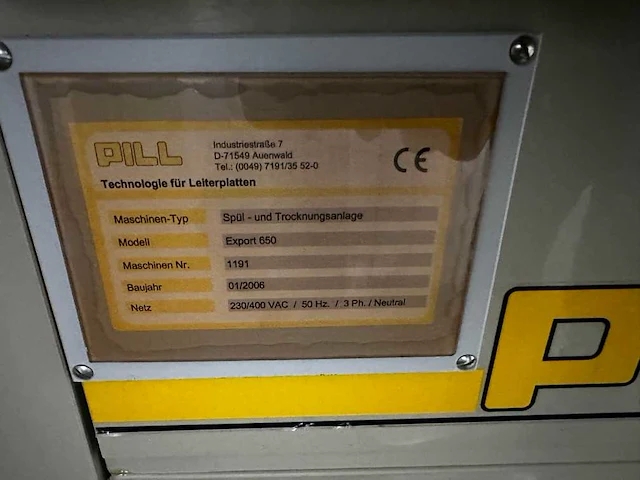 PILL
Industriestraße 7
D-71549 Auenwald
Tel.: (0049) 7191/35 52-0
CE
Technologie für Leiterplatten
Maschinen-Typ Spül - und Trocknungsanlage
Modell Export 650
Maschinen Nr. 1191
Baujahr 01/2006
Netz 230/400 VAC / 50 Hz. / 3 Ph. / Neutral
P